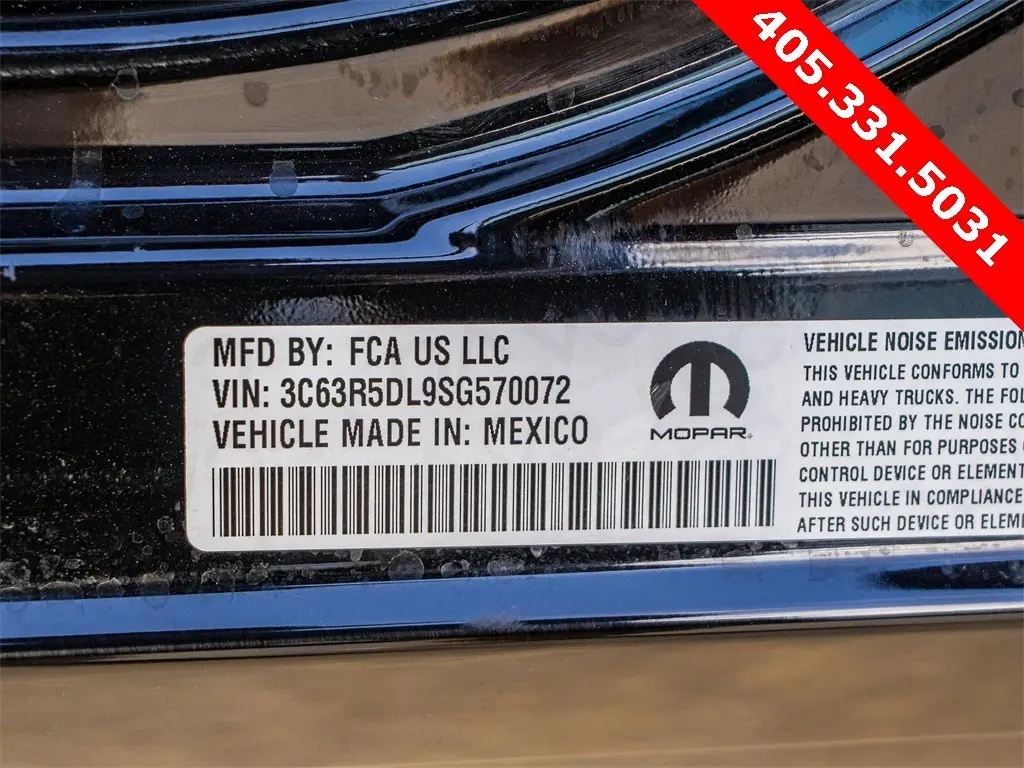 405.331.5031
MFD BY: FCA US LLC
VIN: 3C63R5DL9SG570072
VEHICLE MADE IN: MEXICO
MOPAR
VEHICLE NOISE EMISSION
THIS VEHICLE CONFORMS TO
AND HEAVY TRUCKS. THE FOL
PROHIBITED BY THE NOISE CO
OTHER THAN FOR PURPOSES
CONTROL DEVICE OR ELEMENT
THIS VEHICLE IN COMPLIANCE
AFTER SUCH DEVICE OR ELEM